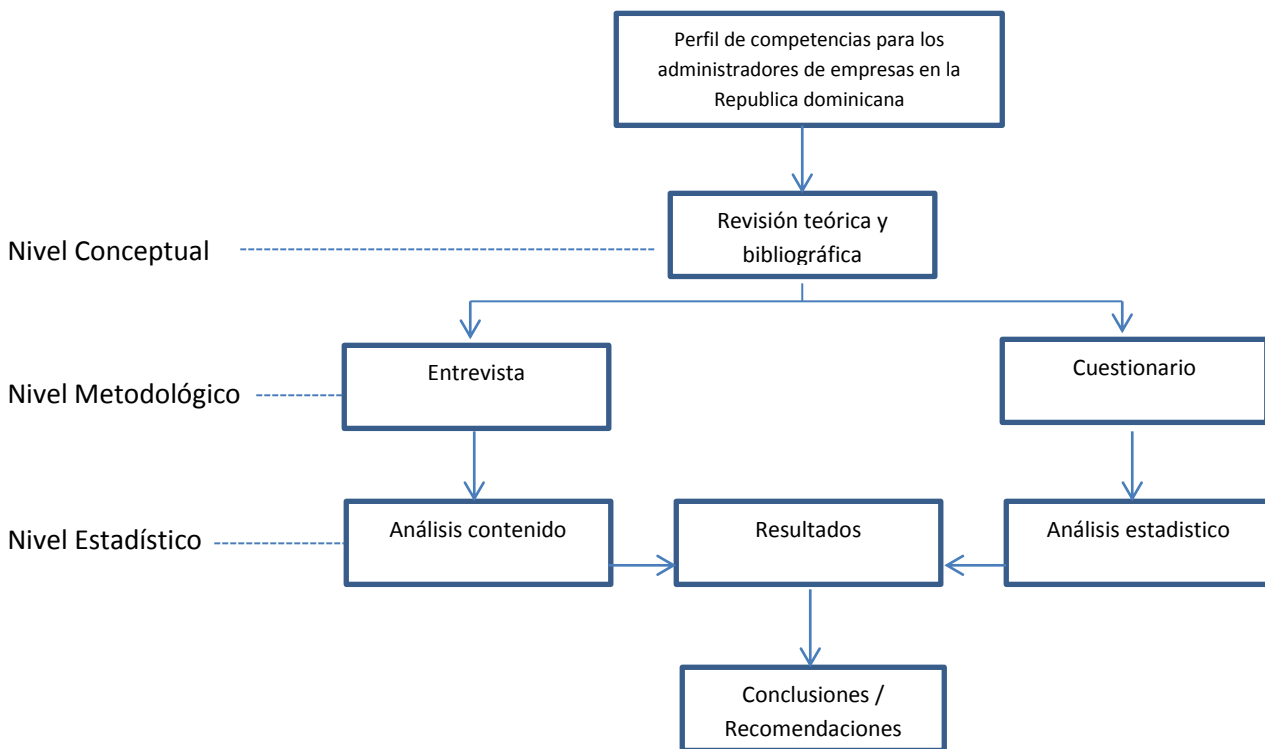 Perfil de competencias para los
administradores de empresas en la
Republica dominicana
Revisión teórica y
bibliográfica
Nivel Conceptual
Entrevista
Cuestionario
Nivel Metodológico
Análisis contenido
Resultados
Análisis estadistico
Nivel Estadístico
Conclusiones /
Recomendaciones